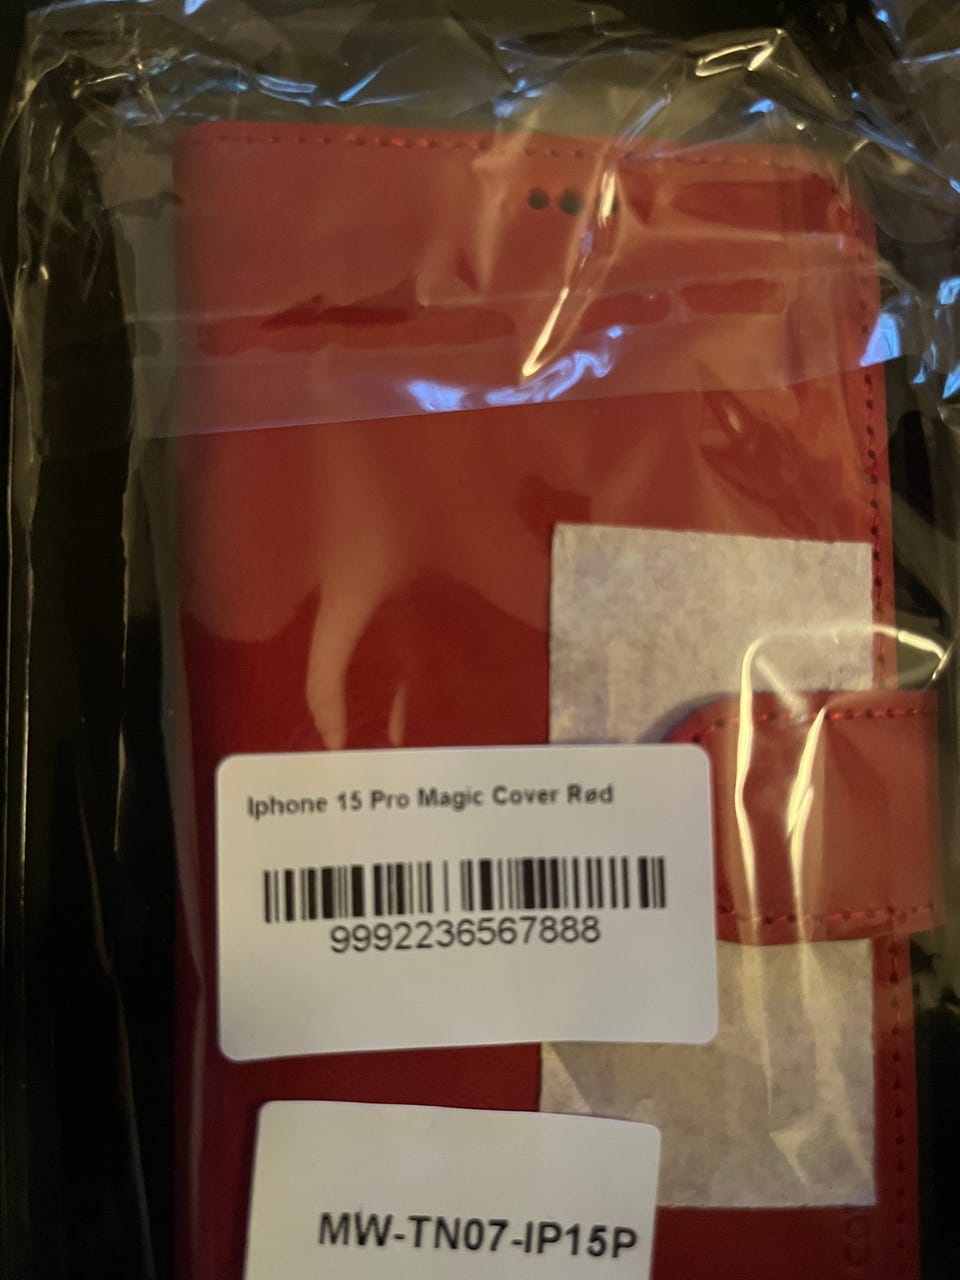 Iphone 15 Pro Magic Cover Rød
9992236567888
MW-TN07-IP15P